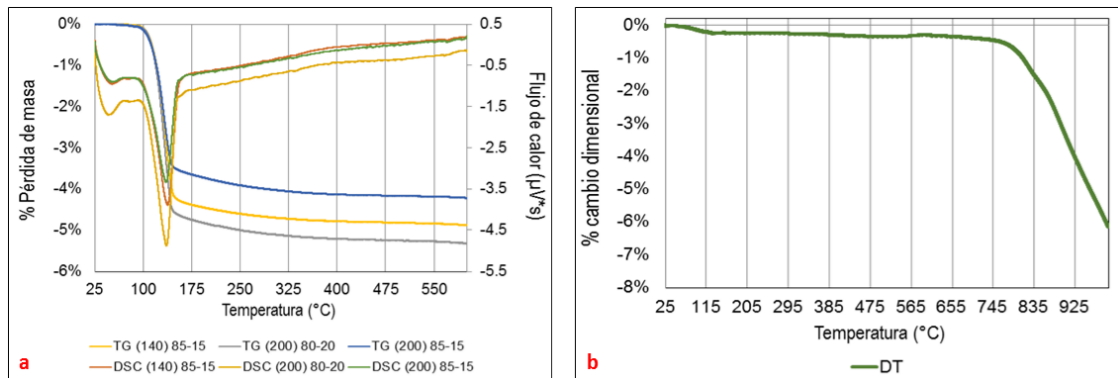 0%
-1%
-2%
-3%
-4%
-5%
-6%
% Pérdida de masa
0.5
-0.5
-1.5
-2.5
-3.5
-4.5
-5.5
Flujo de calor (µV*s)
25 100 175 250 325 400 475 550
Temperatura (°C)
TG (140) 85-15 TG (200) 80-20 TG (200) 85-15
DSC (140) 85-15 DSC (200) 80-20 DSC (200) 85-15
a
0%
-1%
-2%
-3%
-4%
-5%
-6%
-7%
-8%
% cambio dimensional
25 115 205 295 385 475 565 655 745 835 925
Temperatura (°C)
DT
b